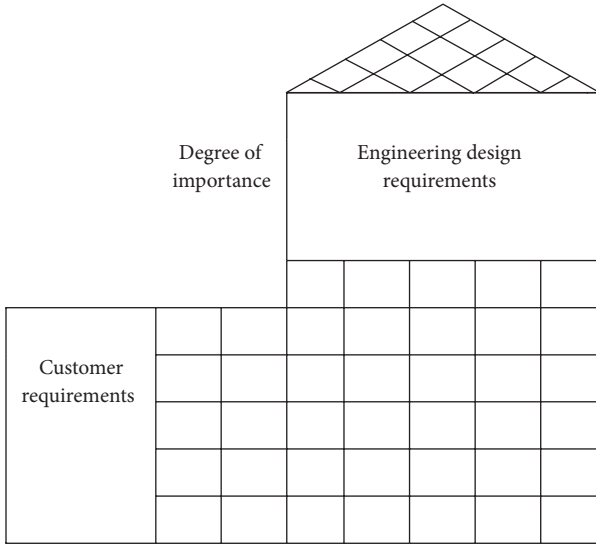 Degree of
importance
Engineering design
requirements
Customer
requirements